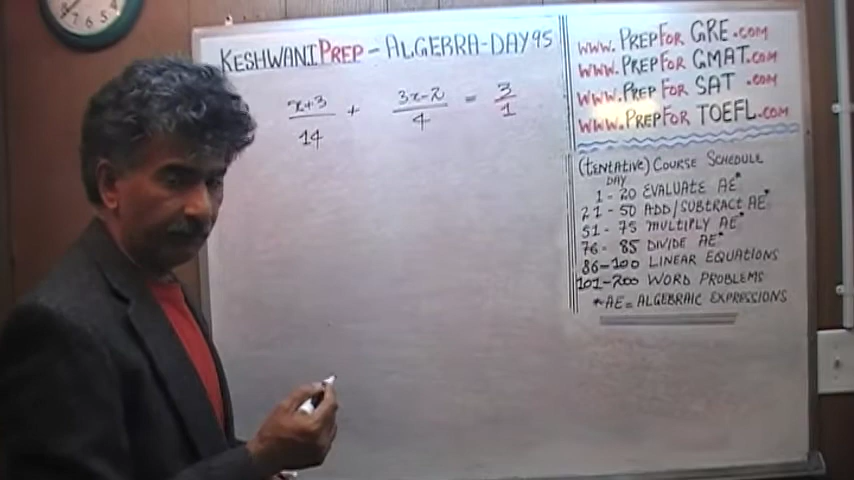 KESHWANI PREP - ALGEBRA - DAY 95
x+3/14 + 3x-2/4 = 3/1
www.PREPFOR GRE.com
www.PREPFOR GMAT.com
www.PREPFOR SAT.com
www.PREPFOR TOEFL.com
(TENTATIVE) COURSE SCHEDULE
DAY
1-20 EVALUATE AE*
21-50 ADD/SUBTRACT AE*
51-75 MULTIPLY AE*
76-85 DIVIDE AE*
86-100 LINEAR EQUATIONS
101-200 WORD PROBLEMS
*AE = ALGEBRAIC EXPRESSIONS